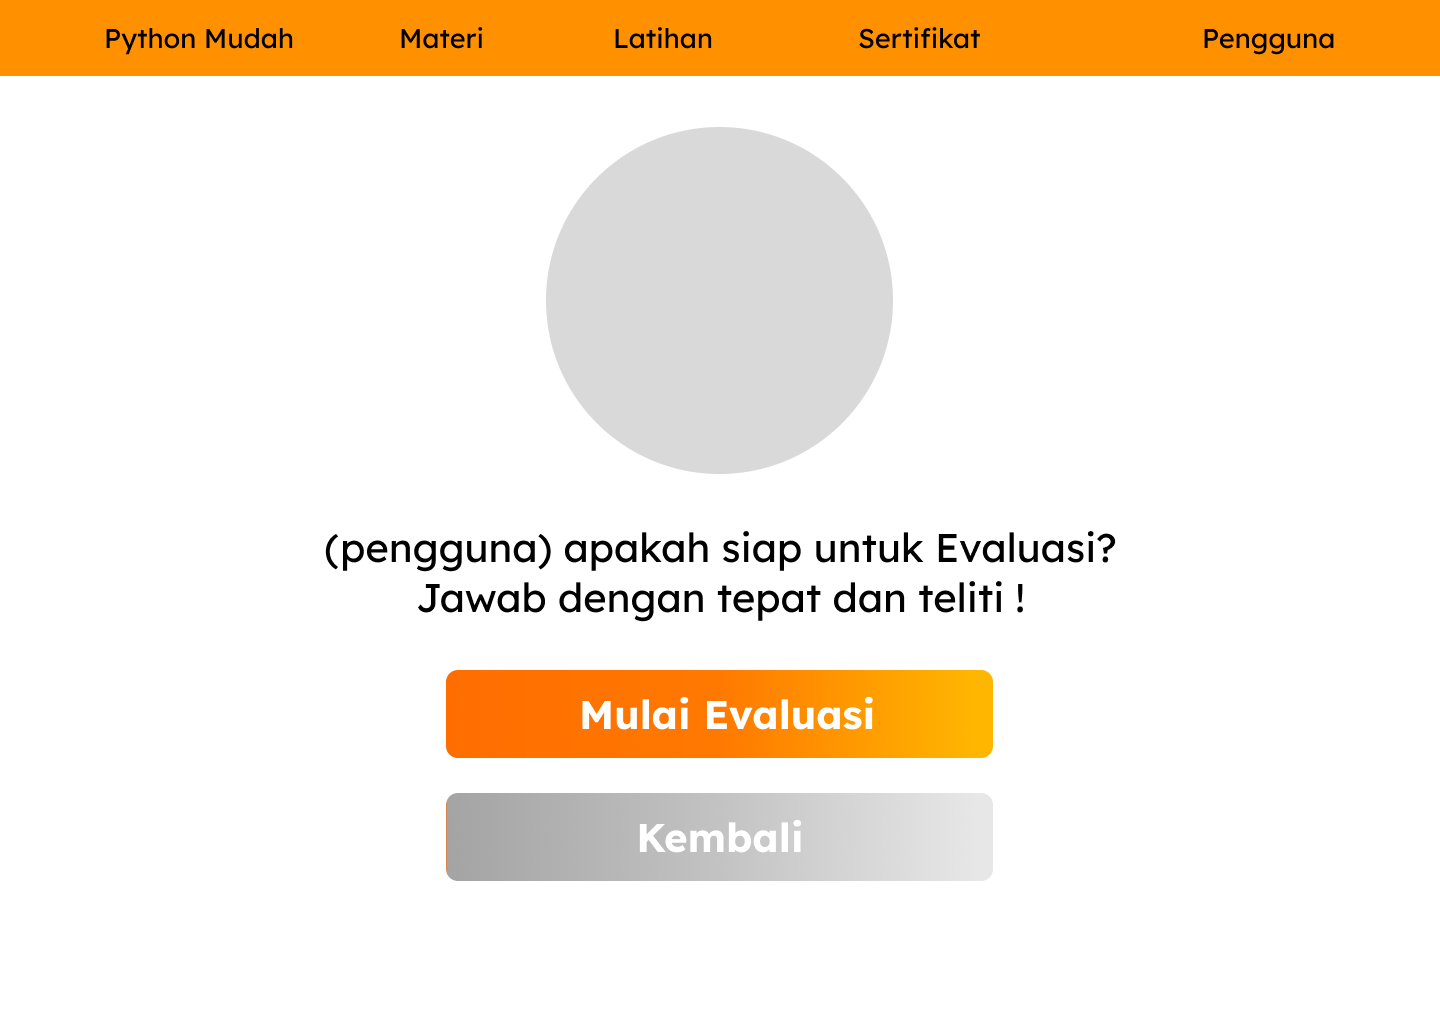 Python Mudah Materi Latihan Sertifikat Pengguna
(pengguna) apakah siap untuk Evaluasi?
Jawab dengan tepat dan teliti !
Mulai Evaluasi
Kembali